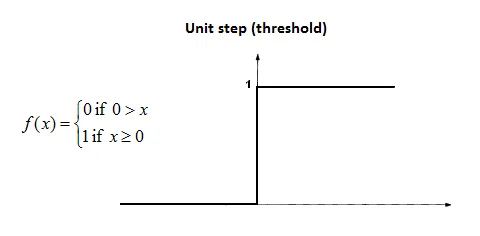 Unit step (threshold)
1
f(x) = { 0 if 0 > x
1 if x ≥ 0